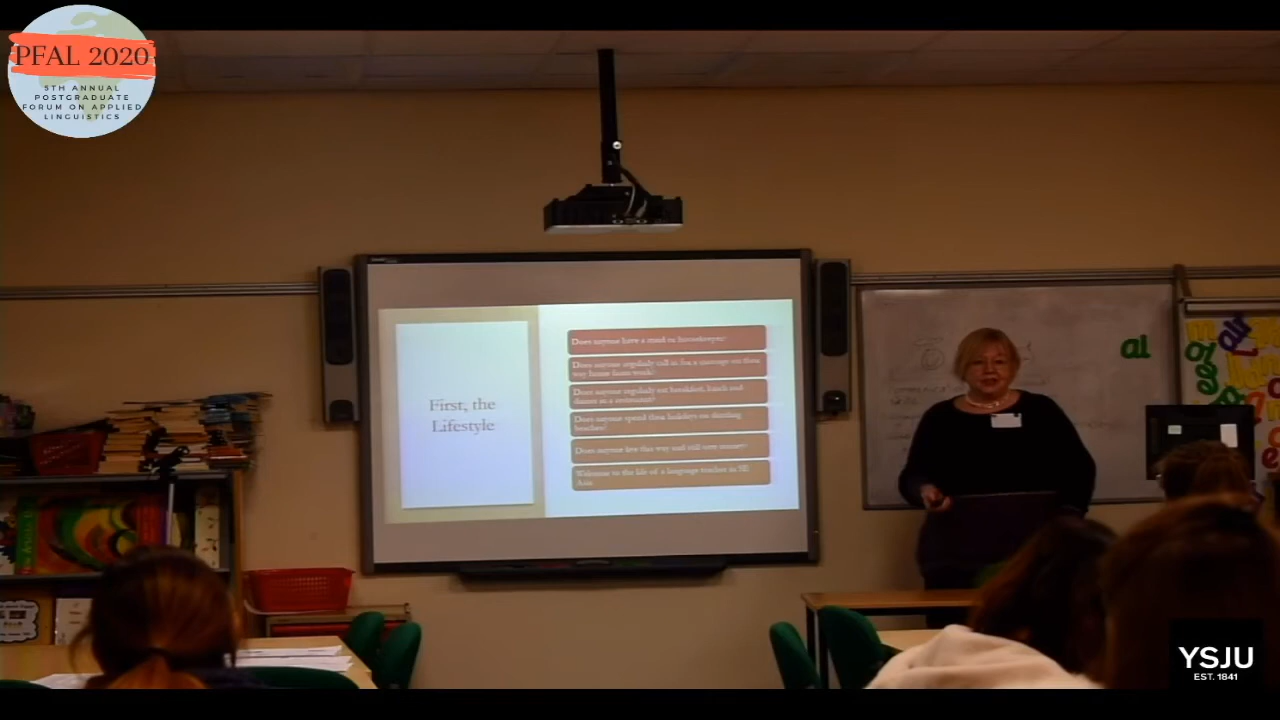 PFAL 2020
5TH ANNUAL
POSTGRADUATE
FORUM ON APPLIED
LINGUISTICS
First, the
Lifestyle
Does anyone have a maid or housekeeper?
Does anyone regularly call in for a massage on their
way home from work?
Does anyone regularly eat breakfast, lunch and
dinner in a restaurant?
Does anyone spend their holidays on dazzling
beaches?
Does anyone live this way and still save money?
Welcome to the life of a language teacher in SE
Asia
al
air
YSJU
EST. 1841